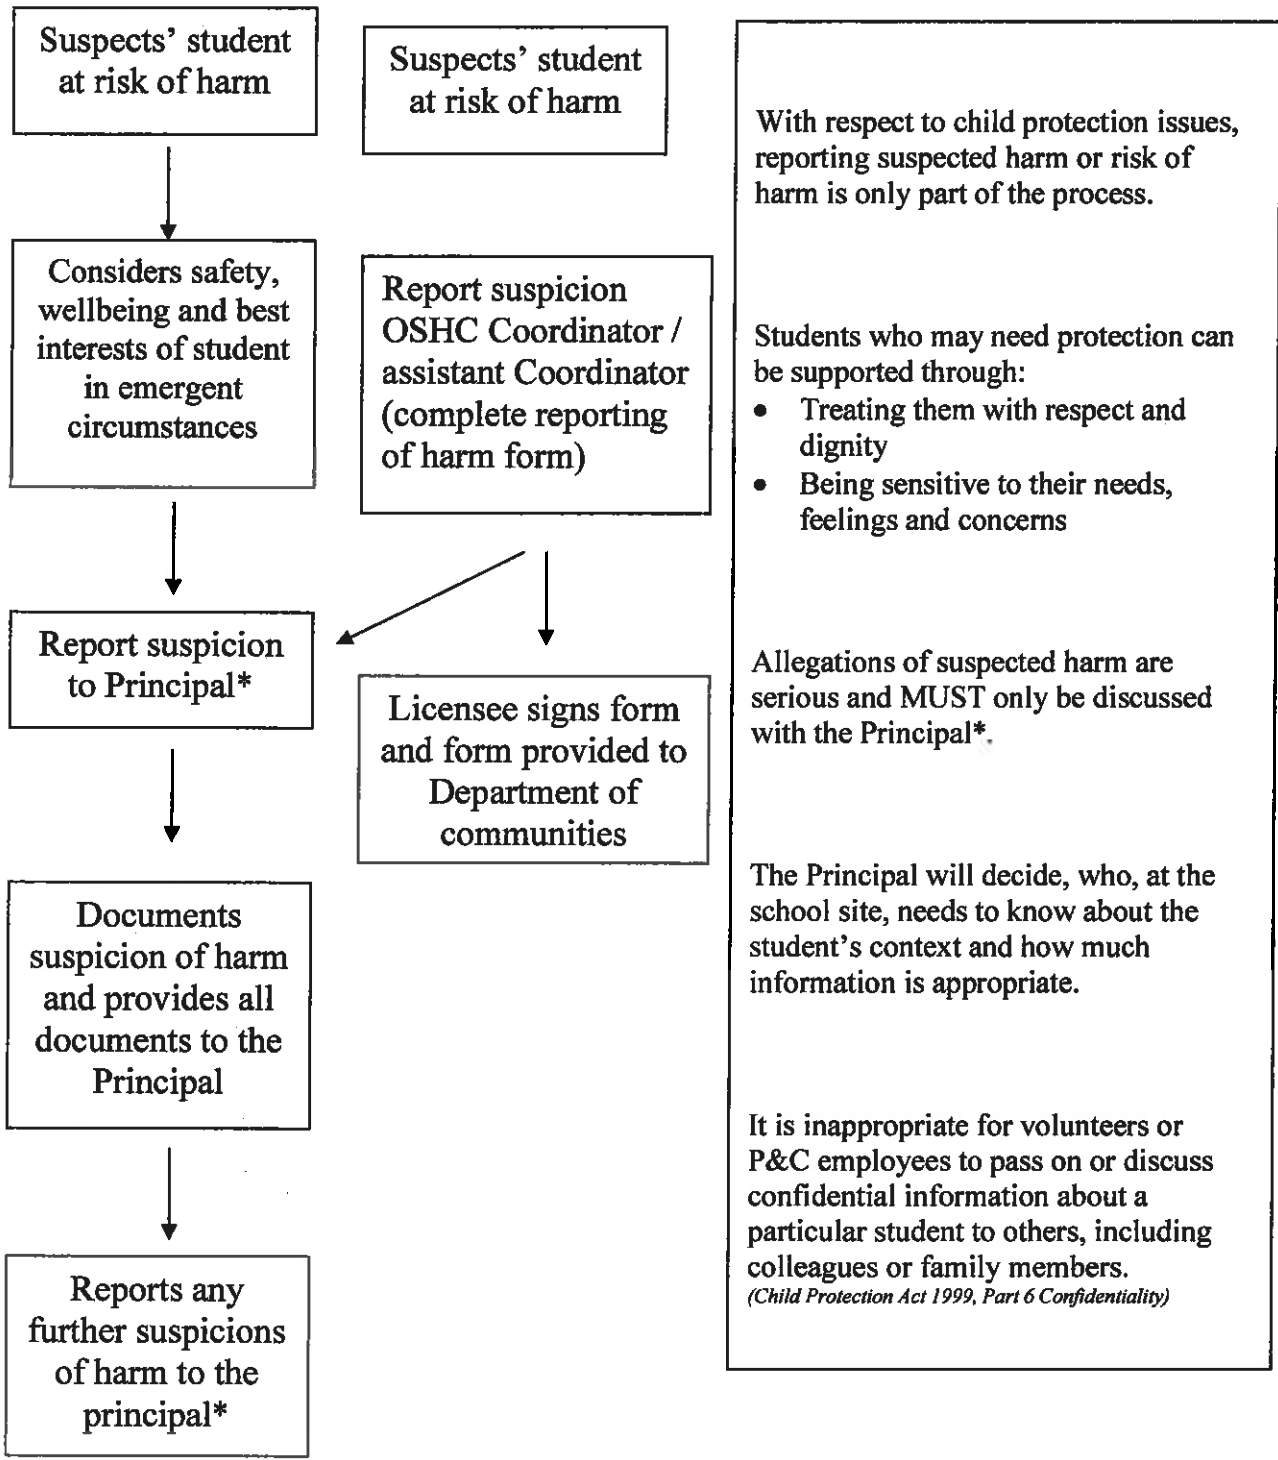 Suspects’ student
at risk of harm
Considers safety,
wellbeing and best
interests of student
in emergent
circumstances
Report suspicion
to Principal*
Documents
suspicion of harm
and provides all
documents to the
Principal
Reports any
further suspicions
of harm to the
principal*
Suspects’ student
at risk of harm
Report suspicion
OSHC Coordinator /
assistant Coordinator
(complete reporting
of harm form)
Licensee signs form
and form provided to
Department of
communities
With respect to child protection issues,
reporting suspected harm or risk of
harm is only part of the process.
Students who may need protection can
be supported through:
• Treating them with respect and
dignity
• Being sensitive to their needs,
feelings and concerns
Allegations of suspected harm are
serious and MUST only be discussed
with the Principal*.
The Principal will decide, who, at the
school site, needs to know about the
student’s context and how much
information is appropriate.
It is inappropriate for volunteers or
P&C employees to pass on or discuss
confidential information about a
particular student to others, including
colleagues or family members.
(Child Protection Act 1999, Part 6 Confidentiality)